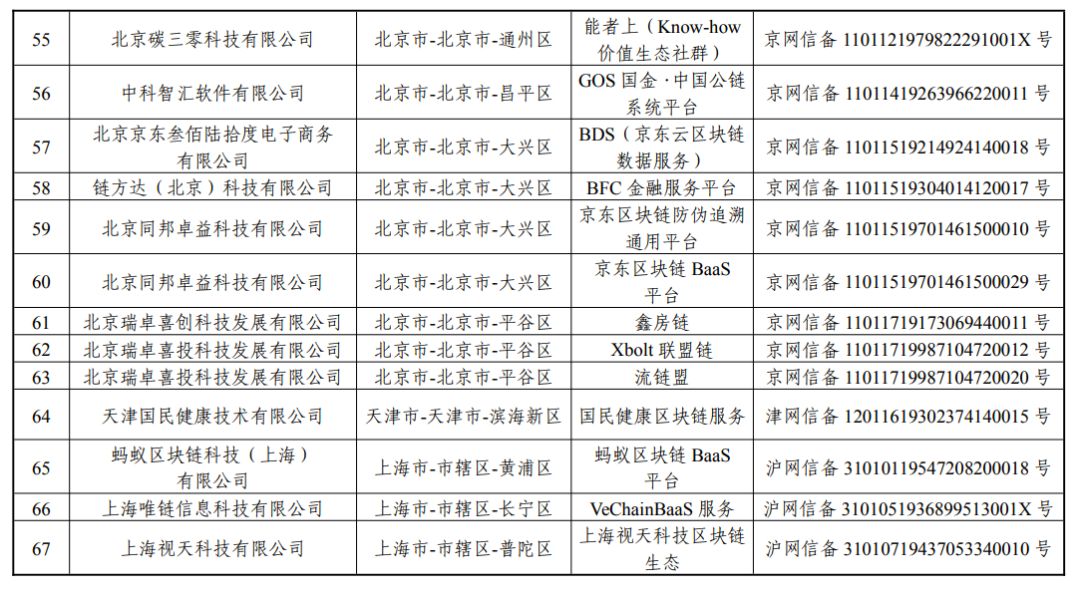 55 北京碳三零科技有限公司 北京市-北京市-通州区 能者上（Know-how 价值生态社群） 京网信备 1101121979822291001X 号
56 中科智汇软件有限公司 北京市-北京市-昌平区 GOS 国金·中国公链 系统平台 京网信备 11011419263966220011 号
57 北京京东叁佰陆拾度电子商务 有限公司 北京市-北京市-大兴区 BDS（京东云区块链 数据服务） 京网信备 11011519214924140018 号
58 链方达（北京）科技有限公司 北京市-北京市-大兴区 BFC 金融服务平台 京网信备 11011519304014120017 号
59 北京同邦卓益科技有限公司 北京市-北京市-大兴区 京东区块链防伪追溯 通用平台 京网信备 11011519701461500010 号
60 北京同邦卓益科技有限公司 北京市-北京市-大兴区 京东区块链 BaaS 平台 京网信备 11011519701461500029 号
61 北京瑞卓喜创科技发展有限公司 北京市-北京市-平谷区 鑫房链 京网信备 11011719173069440011 号
62 北京瑞卓喜投科技发展有限公司 北京市-北京市-平谷区 Xbolt 联盟链 京网信备 11011719987104720012 号
63 北京瑞卓喜投科技发展有限公司 北京市-北京市-平谷区 流链盟 京网信备 11011719987104720020 号
64 天津国民健康技术有限公司 天津市-天津市-滨海新区 国民健康区块链服务 津网信备 12011619302374140015 号
65 蚂蚁区块链科技（上海） 有限公司 上海市-市辖区-黄浦区 蚂蚁区块链 BaaS 平台 沪网信备 31010119547208200018 号
66 上海唯链信息科技有限公司 上海市-市辖区-长宁区 VeChainBaaS 服务 沪网信备 3101051936899513001X 号
67 上海视天科技有限公司 上海市-市辖区-普陀区 上海视天科技区块链 生态 沪网信备 31010719437053340010 号